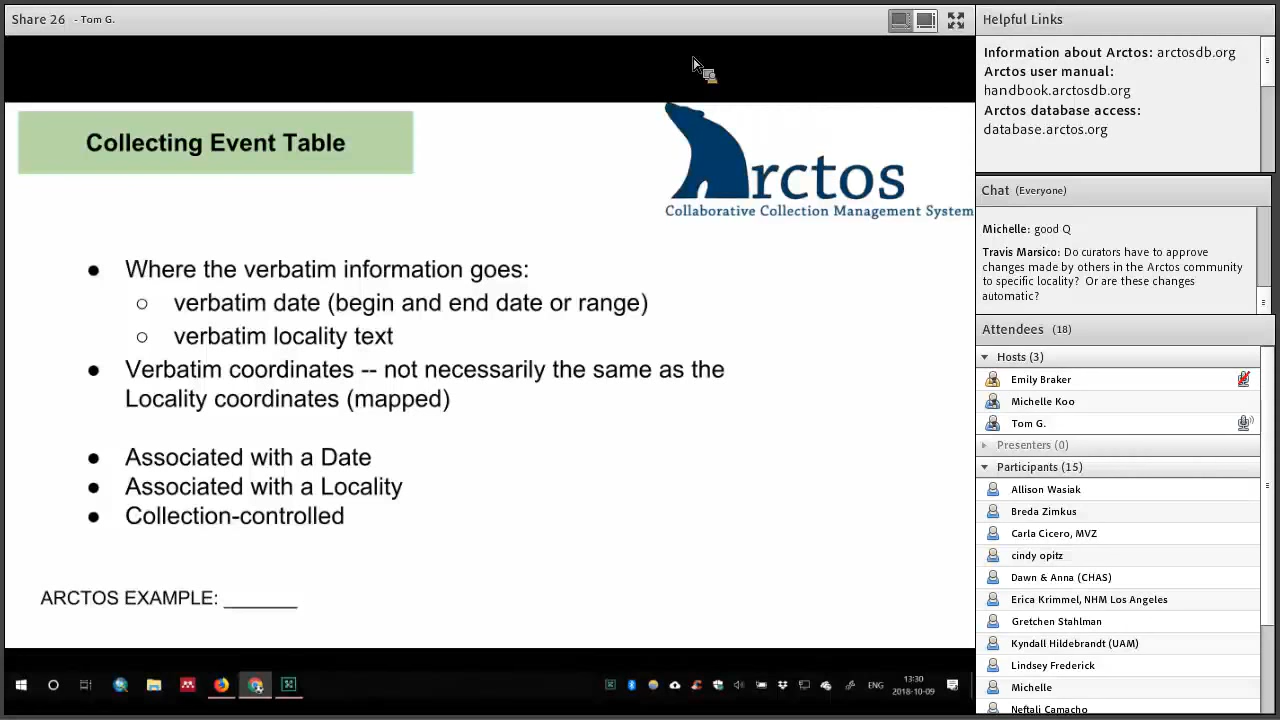 Share 26 - Tom G.
Collecting Event Table
Arctos
Collaborative Collection Management System
● Where the verbatim information goes:
○ verbatim date (begin and end date or range)
○ verbatim locality text
● Verbatim coordinates -- not necessarily the same as the
Locality coordinates (mapped)
● Associated with a Date
● Associated with a Locality
● Collection-controlled
ARCTOS EXAMPLE: _______
ENG
13:30
2018-10-09
Helpful Links
Information about Arctos: arctosdb.org
Arctos user manual:
handbook.arctosdb.org
Arctos database access:
database.arctos.org
Chat (Everyone)
Michelle: good Q
Travis Marsico: Do curators have to approve
changes made by others in the Arctos community
to specific locality? Or are these changes
automatic?
Attendees (18)
Hosts (3)
Emily Braker
Michelle Koo
Tom G.
Presenters (0)
Participants (15)
Allison Wasiak
Breda Zimkus
Carla Cicero, MVZ
cindy opitz
Dawn & Anna (CHAS)
Erica Krimmel, NHM Los Angeles
Gretchen Stahlman
Kyndall Hildebrandt (UAM)
Lindsey Frederick
Michelle
Neftali Camacho